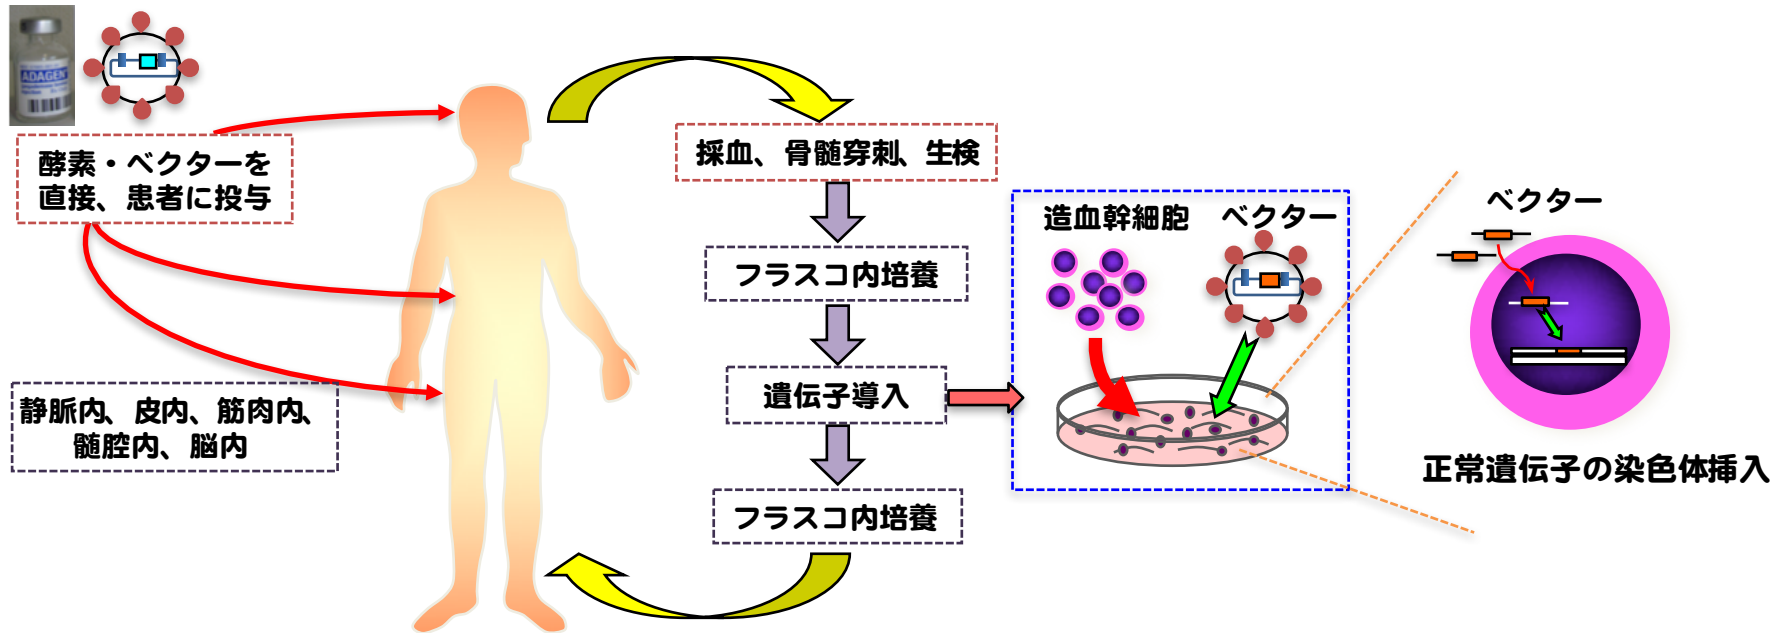 ADAGEN
酵素・ベクターを
直接、患者に投与
静脈内、皮内、筋肉内、
髄腔内、脳内
採血、骨髄穿刺、生検
フラスコ内培養
遺伝子導入
フラスコ内培養
造血幹細胞
ベクター
ベクター
正常遺伝子の染色体挿入